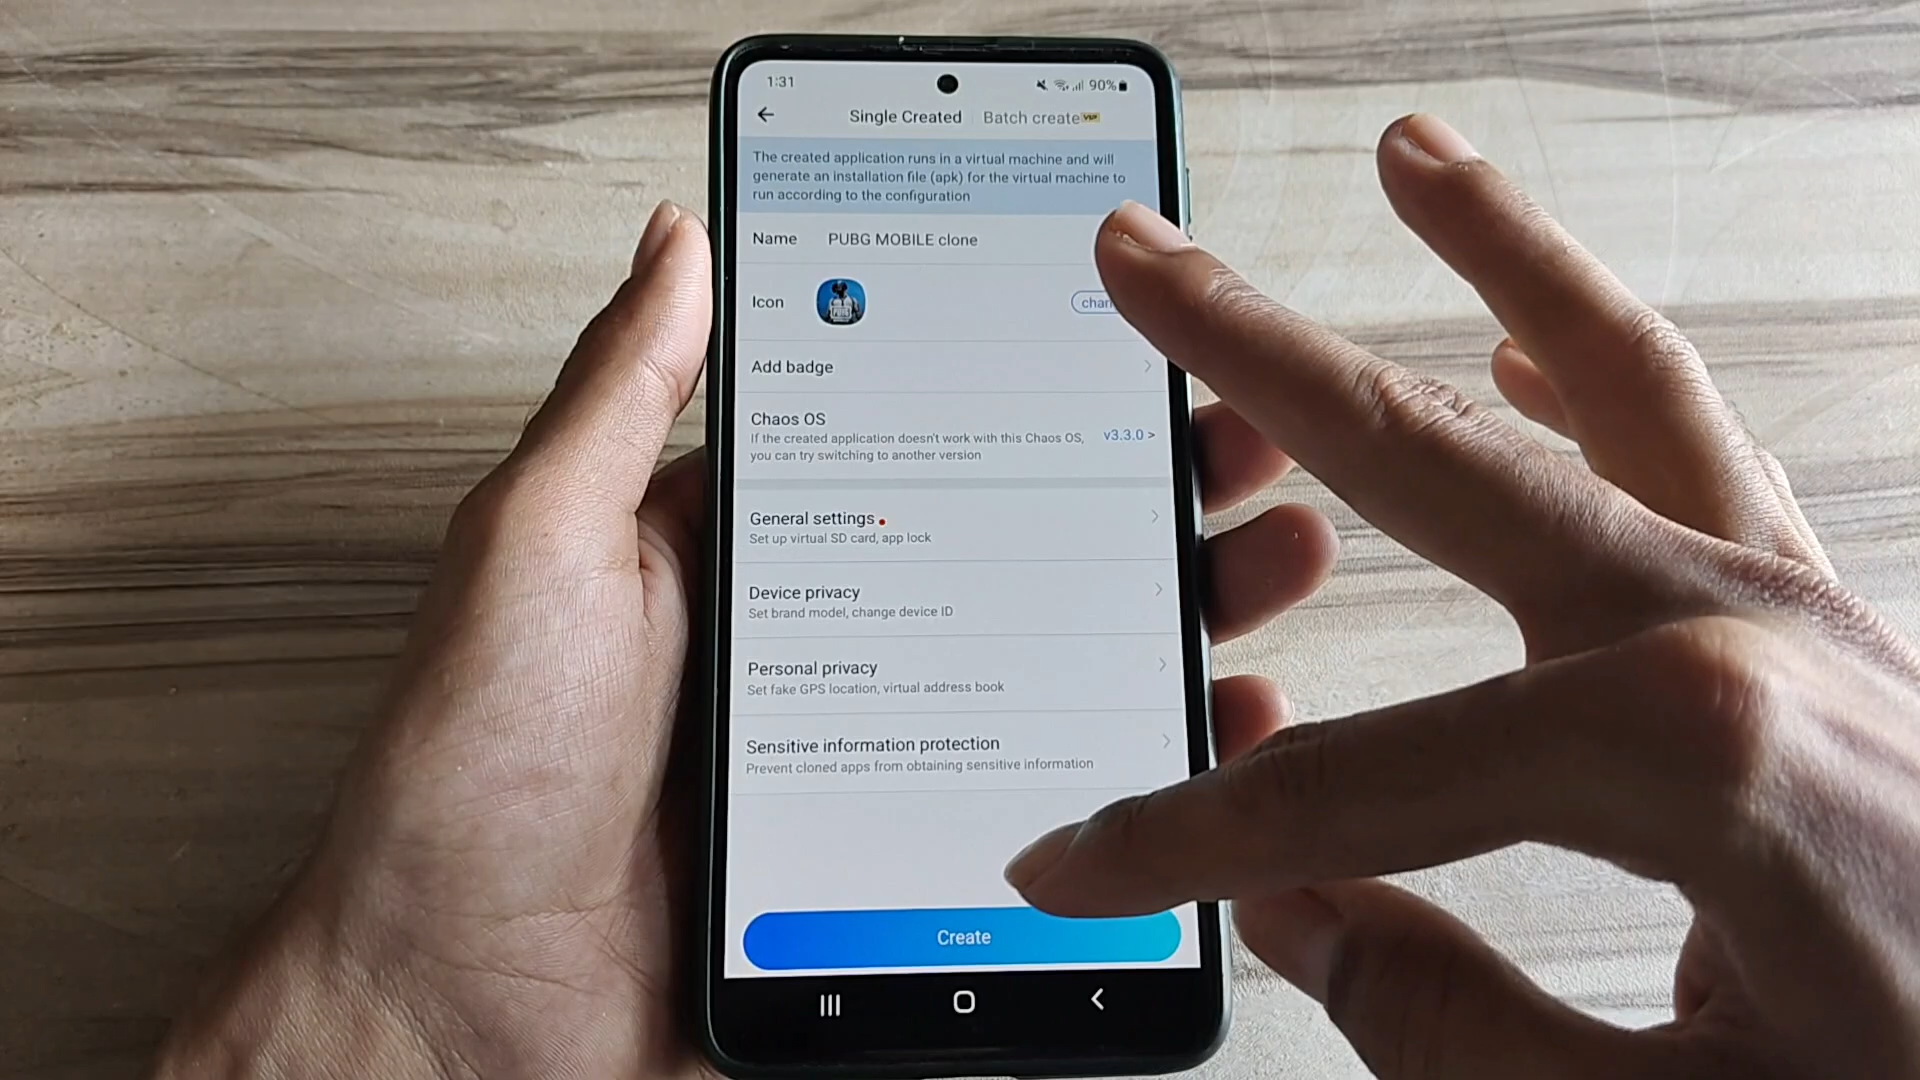 1:31
90%
Single Created
Batch create VIP
The created application runs in a virtual machine and will
generate an installation file (apk) for the virtual machine to
run according to the configuration
Name PUBG MOBILE clone
Icon
PUBG
Add badge
Chaos OS
If the created application doesn't work with this Chaos OS,
you can try switching to another version
v3.3.0 >
General settings
Set up virtual SD card, app lock
Device privacy
Set brand model, change device ID
Personal privacy
Set fake GPS location, virtual address book
Sensitive information protection
Prevent cloned apps from obtaining sensitive information
Create